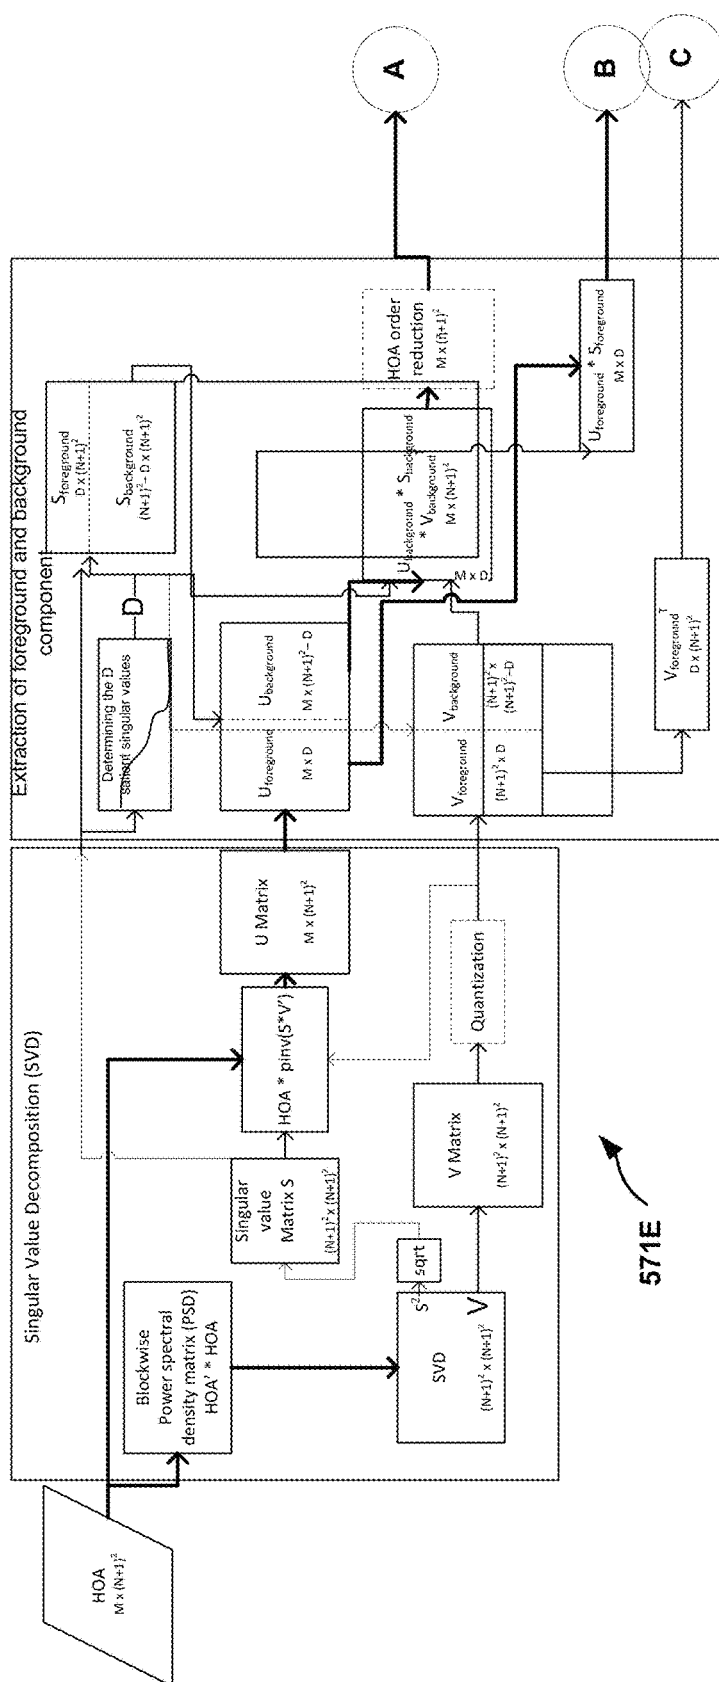 HOA
M x (N+1)²
Singular Value Decomposition (SVD)
Blockwise
Power spectral
density matrix (PSD)
HOA' * HOA
SVD
(N+1)² x (N+1)²
S²
V
sqrt
Singular
value
Matrix S
(N+1)² x (N+1)²
V Matrix
(N+1)² x (N+1)²
HOA * pinv(S*V')
Quantization
U Matrix
M x (N+1)²
Extraction of foreground and background
component
Determining the D
salient singular values
D
Sforeground
D x (N+1)²
Sbackground
(N+1)² – D x (N+1)²
Uforeground
M x D
Ubackground
M x (N+1)² – D
Vforeground
(N+1)² x D
Vbackground
(N+1)² x
(N+1)² – D
Ubackground * Sbackground
* Vbackground
M x (N+1)²
M x D
HOA order
reduction
M x (ñ+1)²
Uforeground * Sforeground
M x D
Vforegroundᵀ
D x (N+1)²
A
B
C
571E